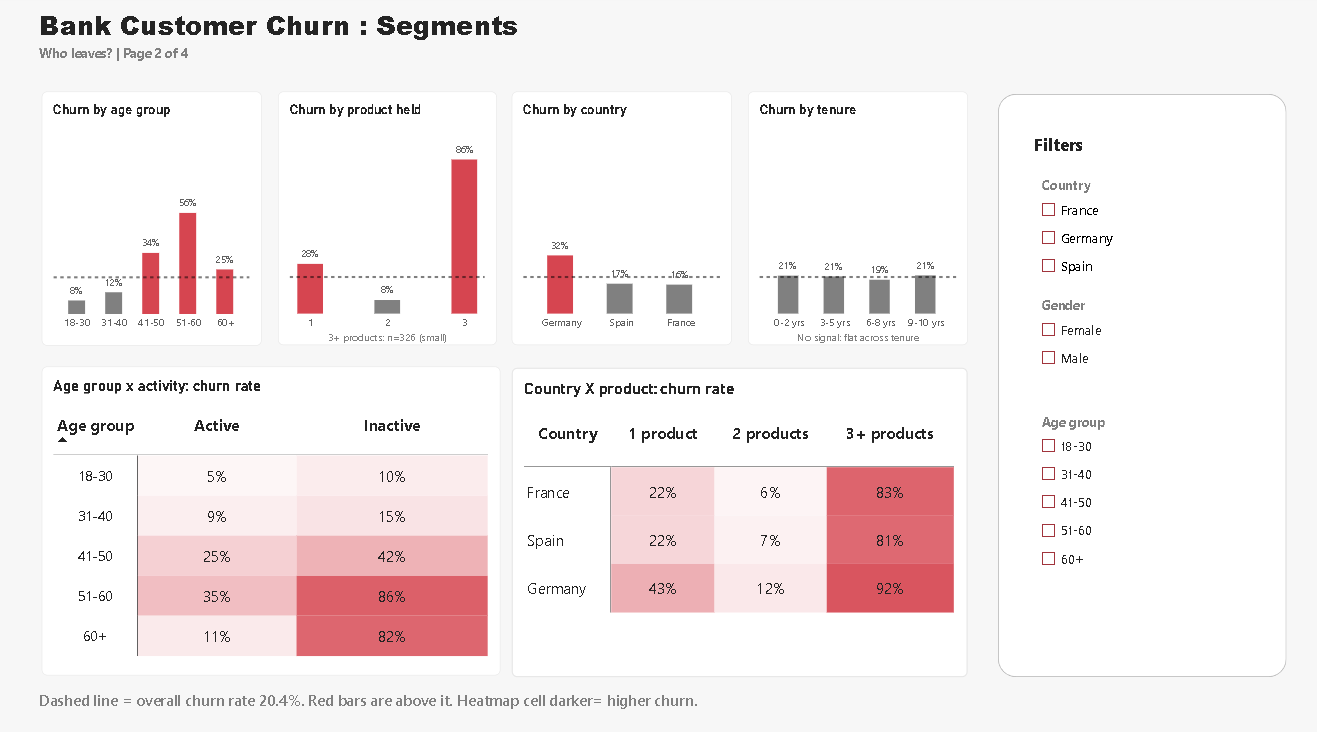 Bank Customer Churn : Segments
Who leaves? | Page 2 of 4
Churn by age group
56%
34%
25%
12%
8%
18-30 31-40 41-50 51-60 60+
Churn by product held
86%
28%
8%
1 2 3
3+ products: n=326 (small)
Churn by country
32%
17% 16%
Germany Spain France
Churn by tenure
21% 21% 19% 21%
0-2 yrs 3-5 yrs 6-8 yrs 9-10 yrs
No signal: flat across tenure
Age group x activity: churn rate
Age group Active Inactive
18-30 5% 10%
31-40 9% 15%
41-50 25% 42%
51-60 35% 86%
60+ 11% 82%
Country X product: churn rate
Country 1 product 2 products 3+ products
France 22% 6% 83%
Spain 22% 7% 81%
Germany 43% 12% 92%
Filters
Country
France
Germany
Spain
Gender
Female
Male
Age group
18-30
31-40
41-50
51-60
60+
Dashed line = overall churn rate 20.4%. Red bars are above it. Heatmap cell darker= higher churn.